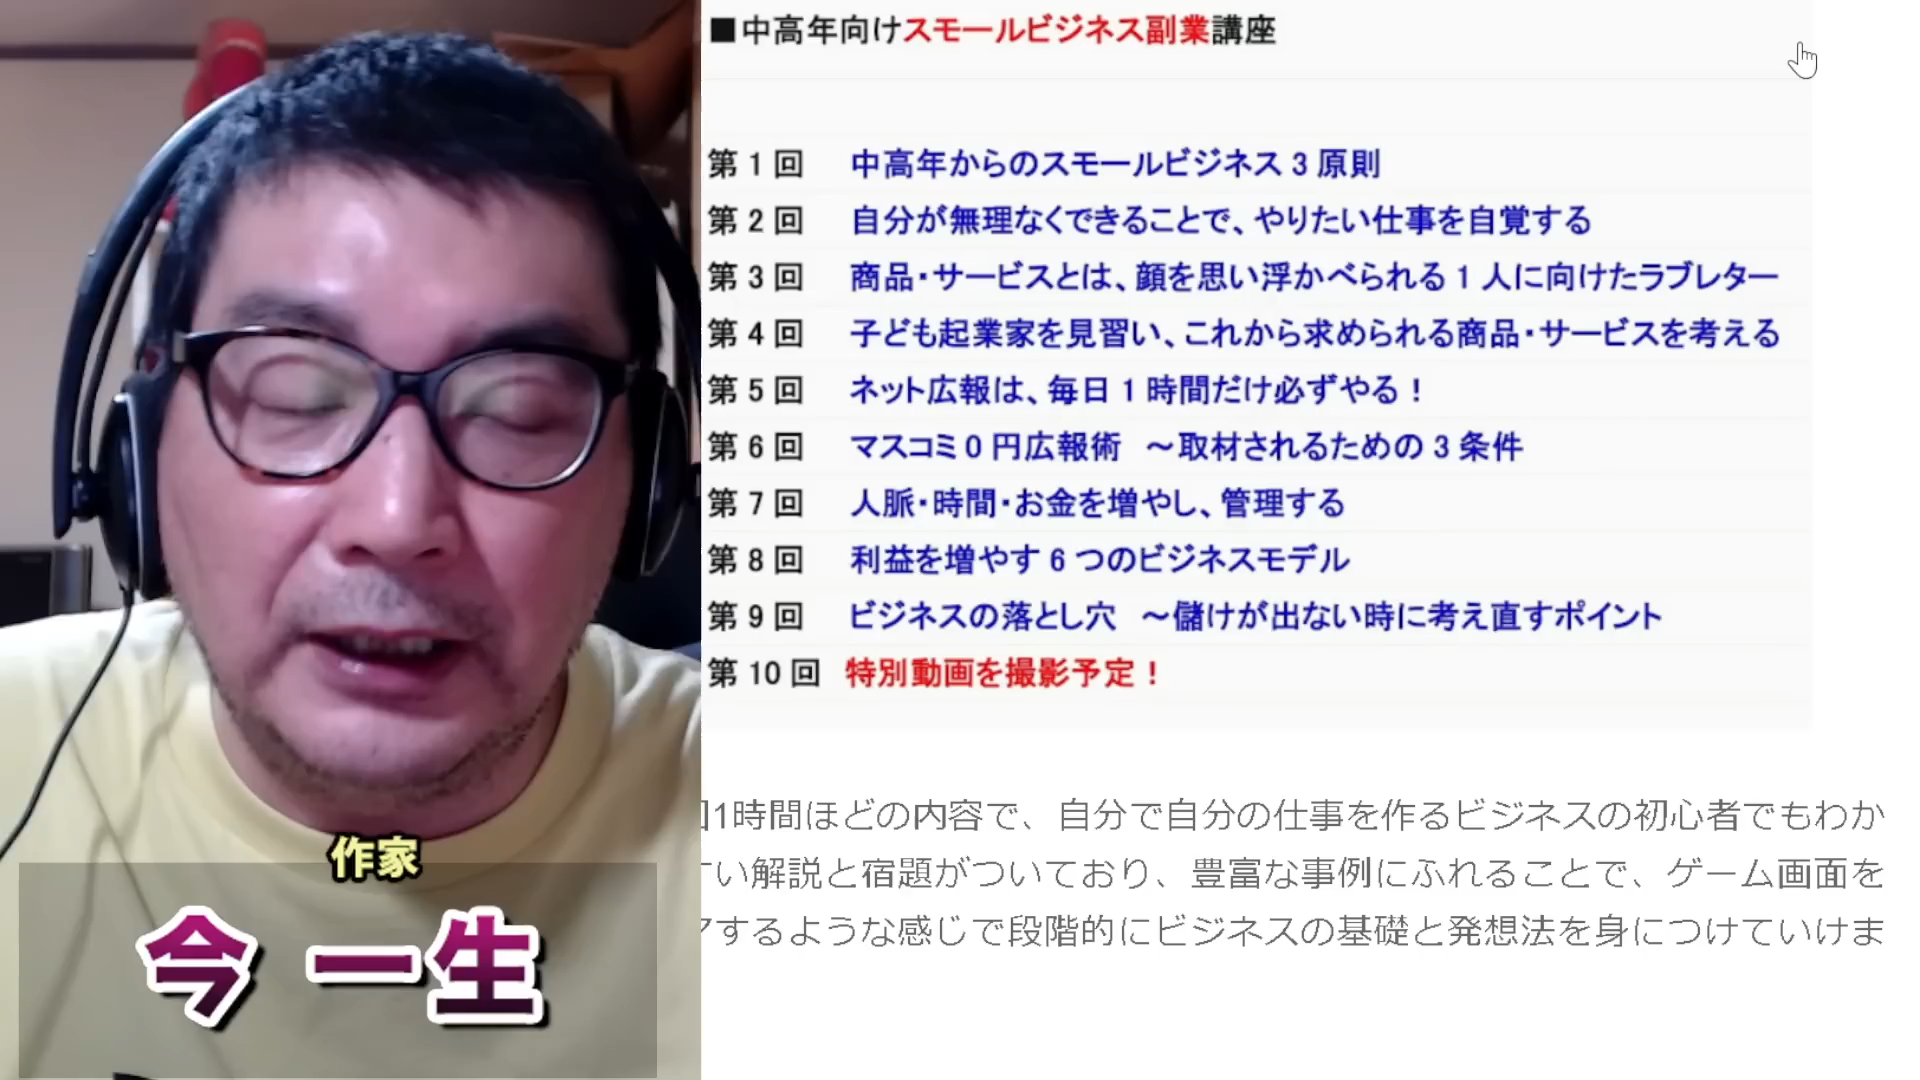 ■中高年向けスモールビジネス副業講座
第1回 中高年からのスモールビジネス3原則
第2回 自分が無理なくできることで、やりたい仕事を自覚する
第3回 商品・サービスとは、顔を思い浮かべられる1人に向けたラブレター
第4回 子ども起業家を見習い、これから求められる商品・サービスを考える
第5回 ネット広報は、毎日1時間だけ必ずやる！
第6回 マスコミ0円広報術 ～取材されるための3条件
第7回 人脈・時間・お金を増やし、管理する
第8回 利益を増やす6つのビジネスモデル
第9回 ビジネスの落とし穴 ～儲けが出ない時に考え直すポイント
第10回 特別動画を撮影予定！
1時間ほどの内容で、自分で自分の仕事を作るビジネスの初心者でもわか
い解説と宿題がついており、豊富な事例にふれることで、ゲーム画面を
するような感じで段階的にビジネスの基礎と発想法を身につけていけま
作家
今 一生